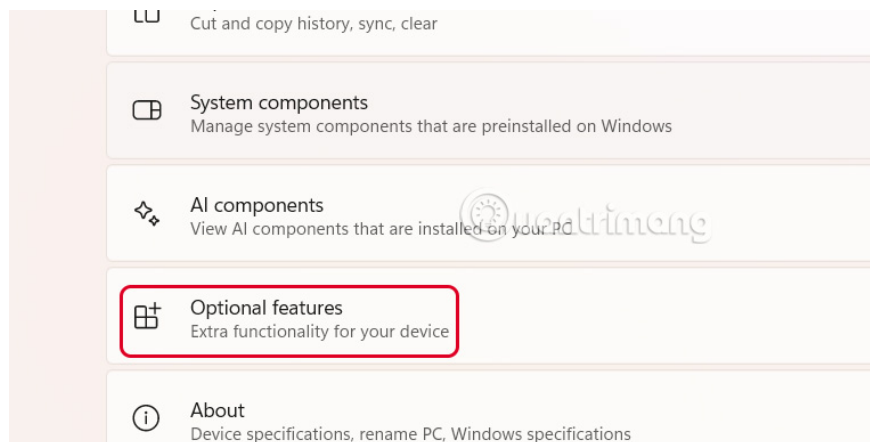 Cut and copy history, sync, clear
System components
Manage system components that are preinstalled on Windows
AI components
View AI components that are installed on your PC
Quantrimang
Optional features
Extra functionality for your device
About
Device specifications, rename PC, Windows specifications